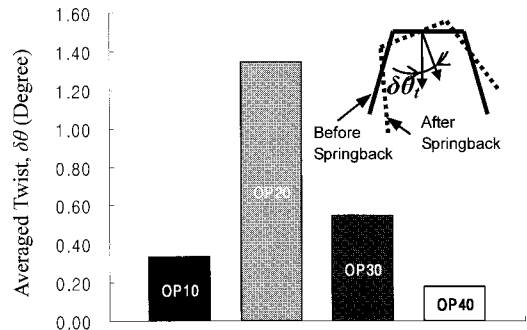 Averaged Twist, δθ (Degree)
1.60
1.40
1.20
1.00
0.80
0.60
0.40
0.20
0.00
OP10
OP20
OP30
OP40
δθt
Before
Springback
After
Springback